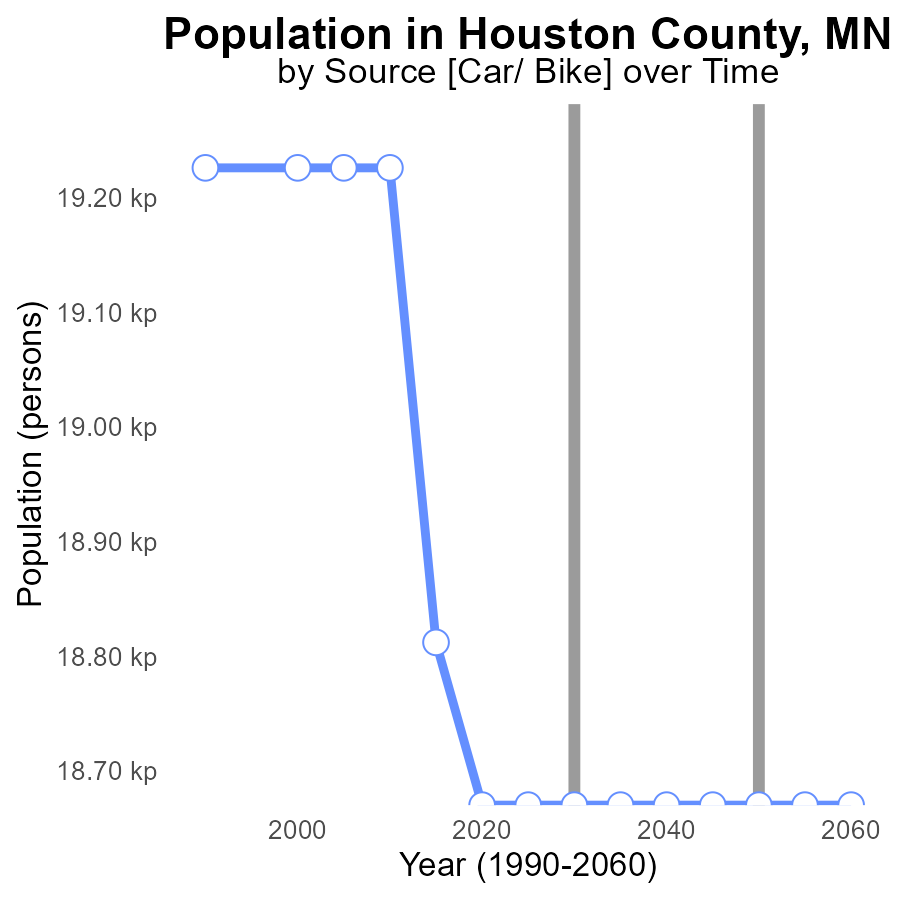 Population in Houston County, MN
by Source [Car/ Bike] over Time
Population (persons)
19.20 kp
19.10 kp
19.00 kp
18.90 kp
18.80 kp
18.70 kp
2000
2020
2040
2060
Year (1990-2060)